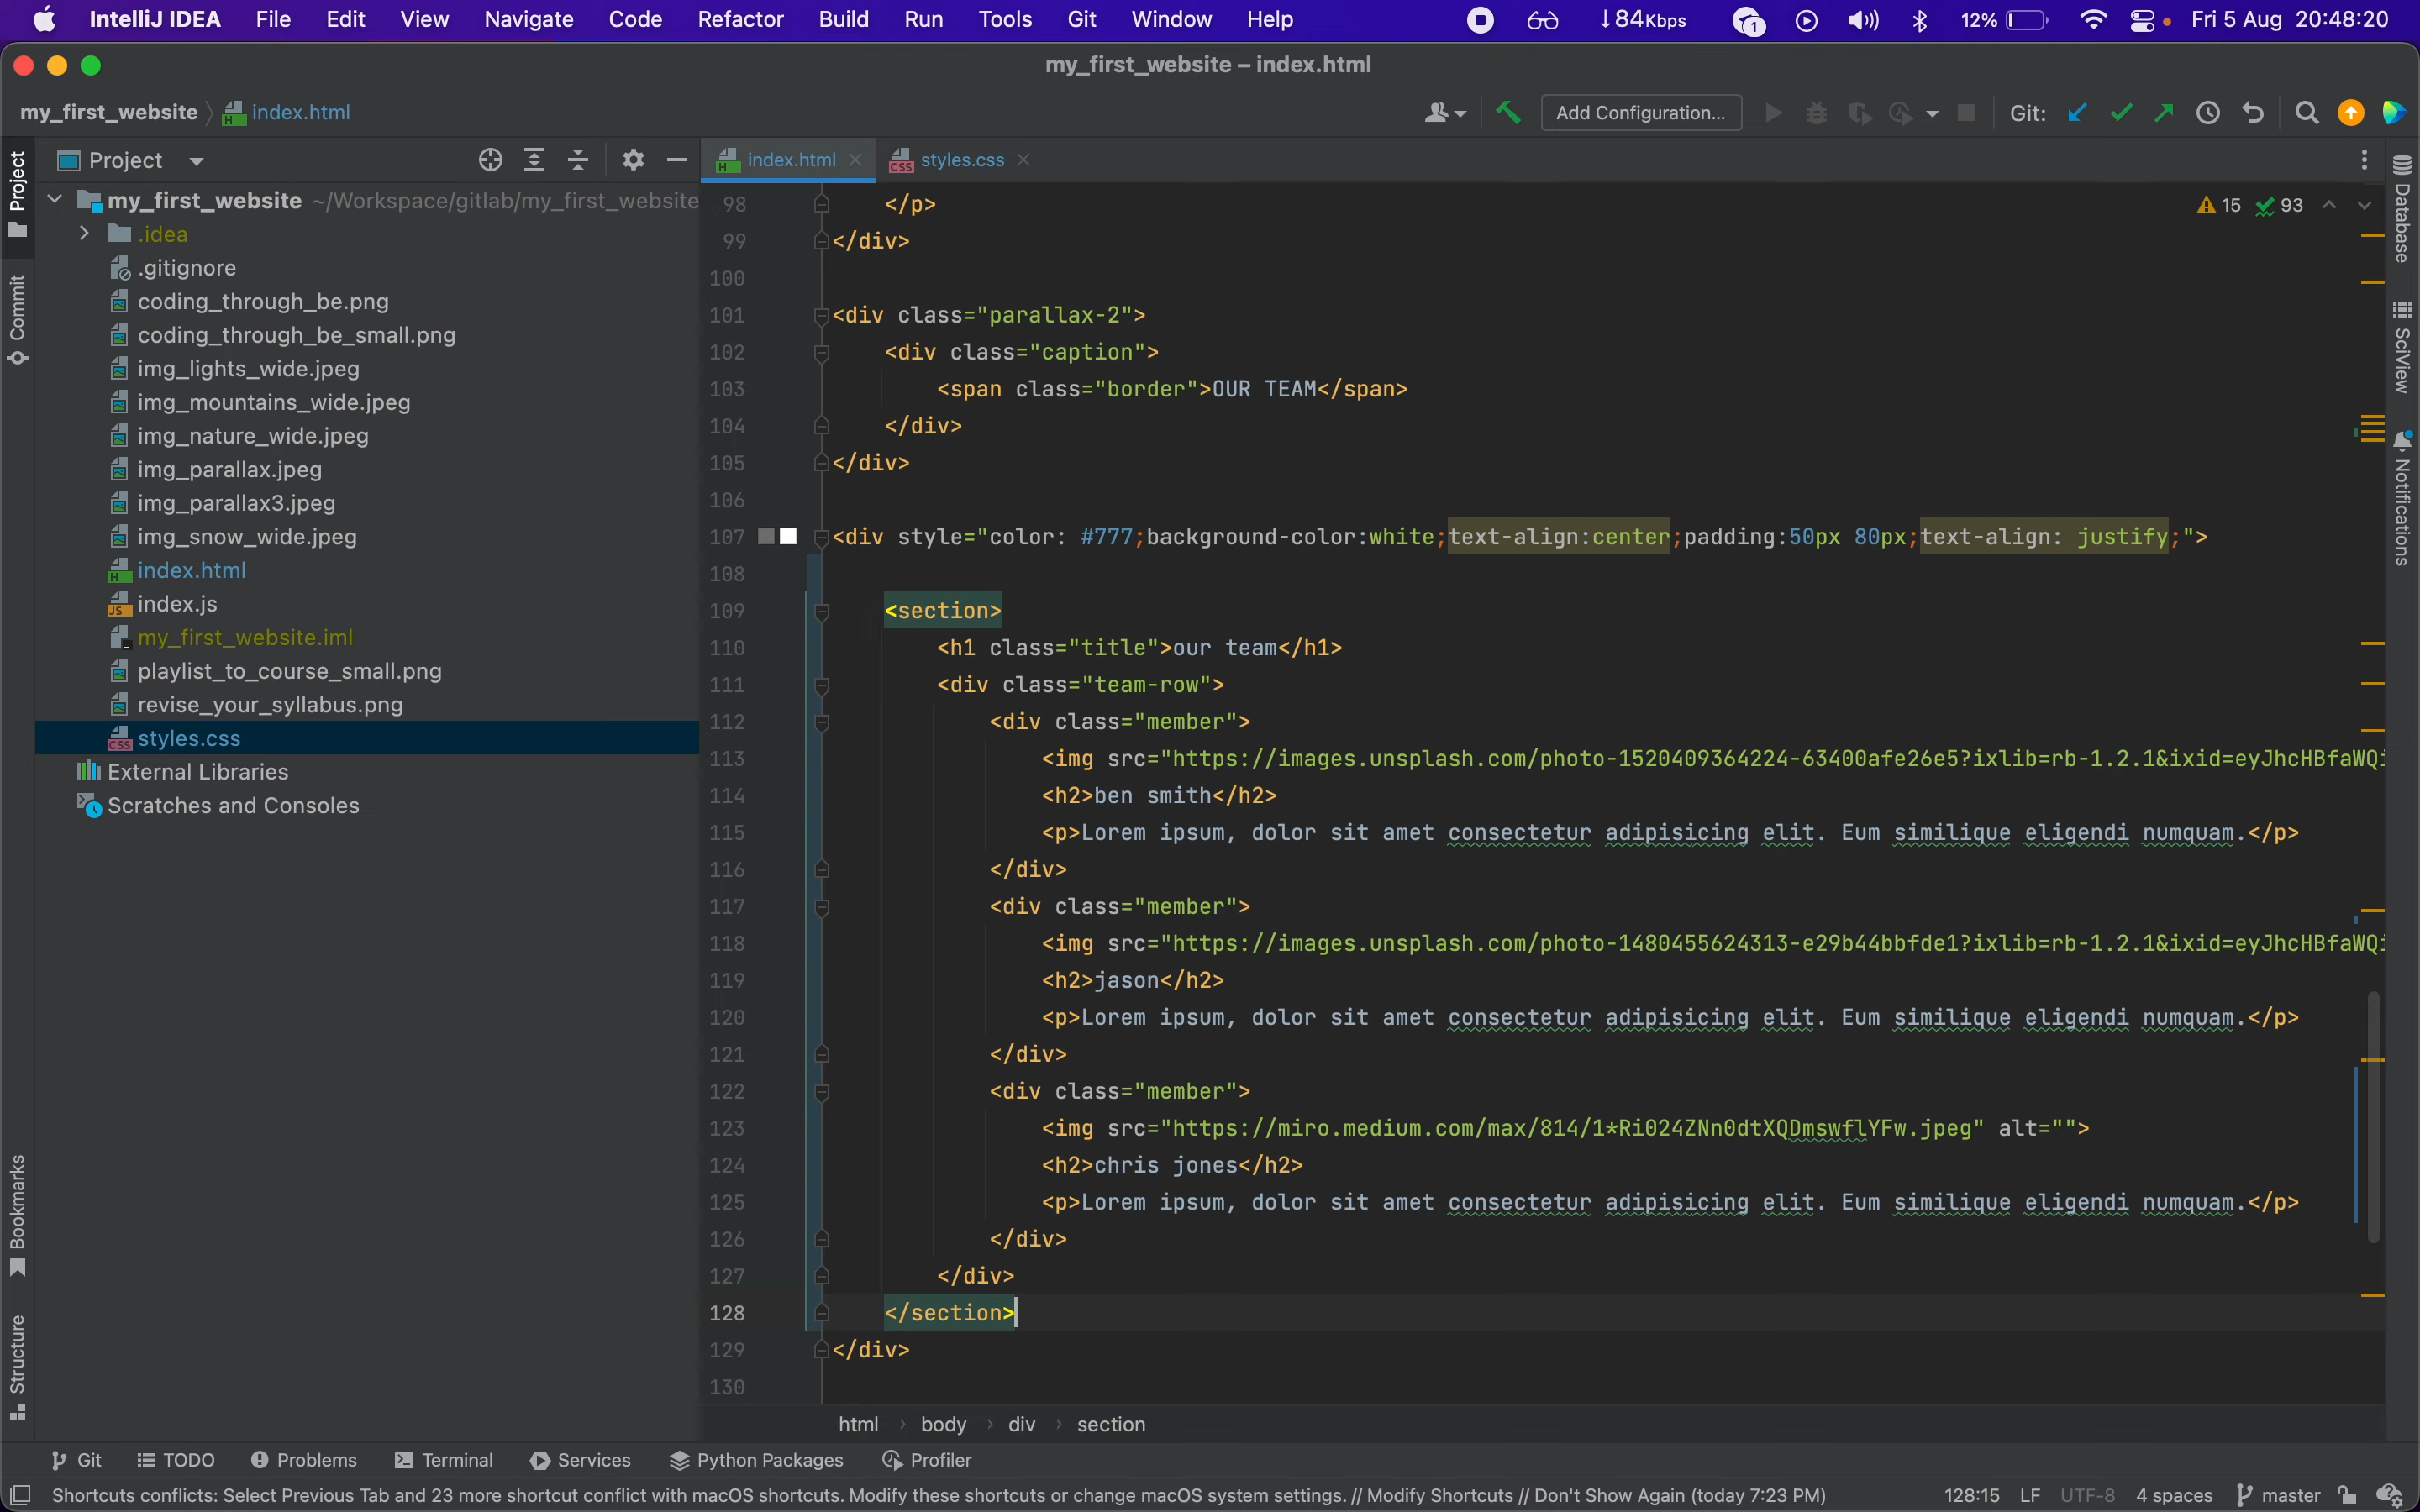 IntelliJ IDEA File Edit View Navigate Code Refactor Build Run Tools Git Window Help ↓84Kbps 1 12% Fri 5 Aug 20:48:20
my_first_website – index.html
my_first_website index.html Add Configuration... Git:
Project
index.html styles.css
Project
Commit
Bookmarks
Structure
my_first_website ~/Workspace/gitlab/my_first_website
.idea
.gitignore
coding_through_be.png
coding_through_be_small.png
img_lights_wide.jpeg
img_mountains_wide.jpeg
img_nature_wide.jpeg
img_parallax.jpeg
img_parallax3.jpeg
img_snow_wide.jpeg
index.html
index.js
my_first_website.iml
playlist_to_course_small.png
revise_your_syllabus.png
styles.css
External Libraries
Scratches and Consoles
15 93
98 </p>
99 </div>
100
101 <div class="parallax-2">
102 <div class="caption">
103 <span class="border">OUR TEAM</span>
104 </div>
105 </div>
106
107 <div style="color: #777;background-color:white;text-align:center;padding:50px 80px;text-align: justify;">
108
109 <section>
110 <h1 class="title">our team</h1>
111 <div class="team-row">
112 <div class="member">
113 <img src="https://images.unsplash.com/photo-1520409364224-63400afe26e5?ixlib=rb-1.2.1&ixid=eyJhcHBfaWQi
114 <h2>ben smith</h2>
115 <p>Lorem ipsum, dolor sit amet consectetur adipisicing elit. Eum similique eligendi numquam.</p>
116 </div>
117 <div class="member">
118 <img src="https://images.unsplash.com/photo-1480455624313-e29b44bbfde1?ixlib=rb-1.2.1&ixid=eyJhcHBfaWQi
119 <h2>jason</h2>
120 <p>Lorem ipsum, dolor sit amet consectetur adipisicing elit. Eum similique eligendi numquam.</p>
121 </div>
122 <div class="member">
123 <img src="https://miro.medium.com/max/814/1*Ri024ZNn0dtXQDmswflYFw.jpeg" alt="">
124 <h2>chris jones</h2>
125 <p>Lorem ipsum, dolor sit amet consectetur adipisicing elit. Eum similique eligendi numquam.</p>
126 </div>
127 </div>
128 </section>
129 </div>
130
Database
SciView
Notifications
html › body › div › section
Git TODO Problems Terminal Services Python Packages Profiler
Shortcuts conflicts: Select Previous Tab and 23 more shortcut conflict with macOS shortcuts. Modify these shortcuts or change macOS system settings. // Modify Shortcuts // Don't Show Again (today 7:23 PM) 128:15 LF UTF-8 4 spaces master